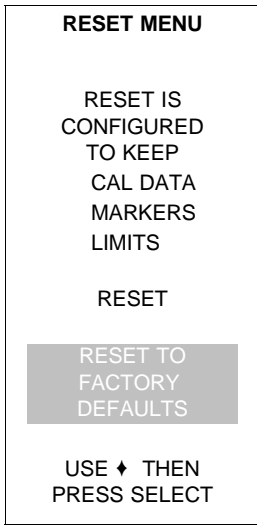 RESET MENU
RESET IS
CONFIGURED
TO KEEP
CAL DATA
MARKERS
LIMITS
RESET
RESET TO
FACTORY
DEFAULTS
USE ♦ THEN
PRESS SELECT